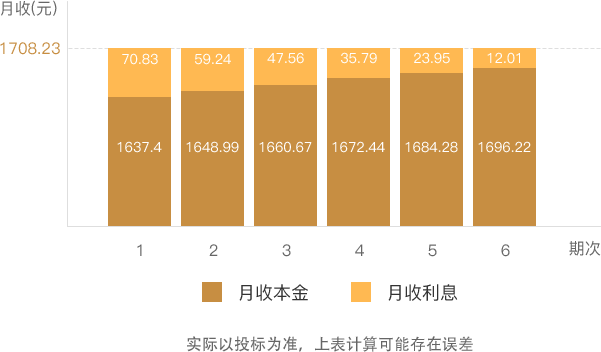 月收(元)
1708.23
70.83 59.24 47.56 35.79 23.95 12.01
1637.4 1648.99 1660.67 1672.44 1684.28 1696.22
1 2 3 4 5 6 期次
月收本金 月收利息
实际以投标为准，上表计算可能存在误差